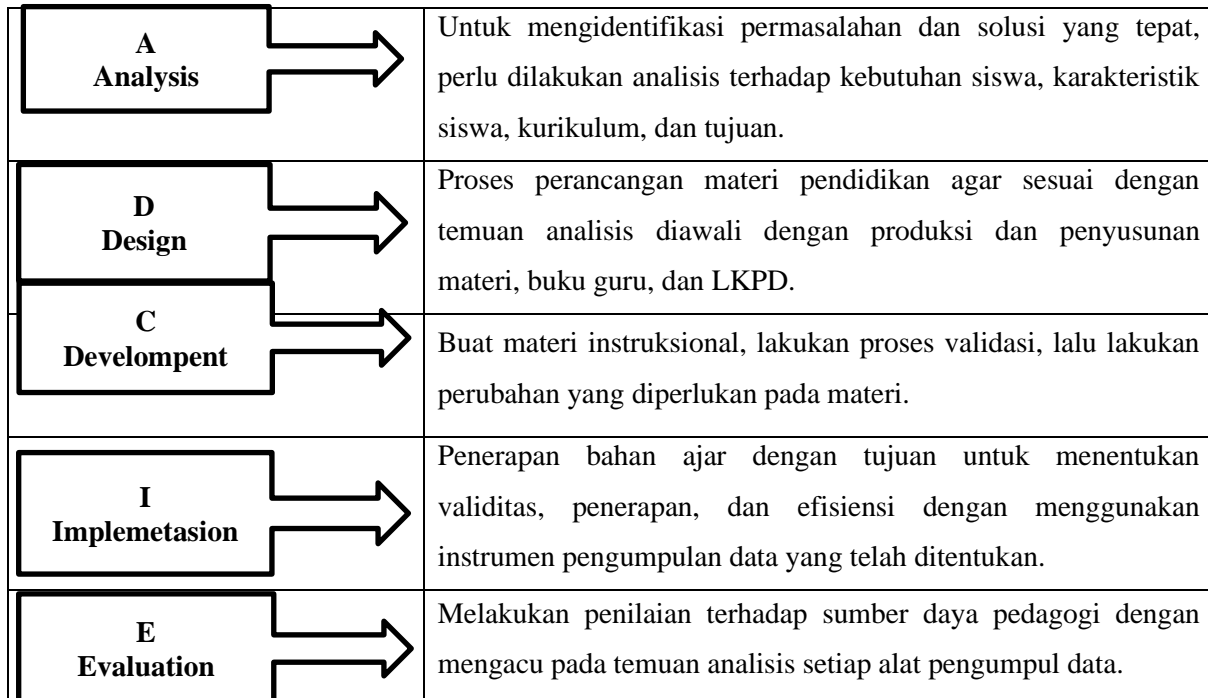 A
Analysis
Untuk mengidentifikasi permasalahan dan solusi yang tepat,
perlu dilakukan analisis terhadap kebutuhan siswa, karakteristik
siswa, kurikulum, dan tujuan.
D
Design
Proses perancangan materi pendidikan agar sesuai dengan
temuan analisis diawali dengan produksi dan penyusunan
materi, buku guru, dan LKPD.
C
Develompent
Buat materi instruksional, lakukan proses validasi, lalu lakukan
perubahan yang diperlukan pada materi.
I
Implemetasion
Penerapan bahan ajar dengan tujuan untuk menentukan
validitas, penerapan, dan efisiensi dengan menggunakan
instrumen pengumpulan data yang telah ditentukan.
E
Evaluation
Melakukan penilaian terhadap sumber daya pedagogi dengan
mengacu pada temuan analisis setiap alat pengumpul data.